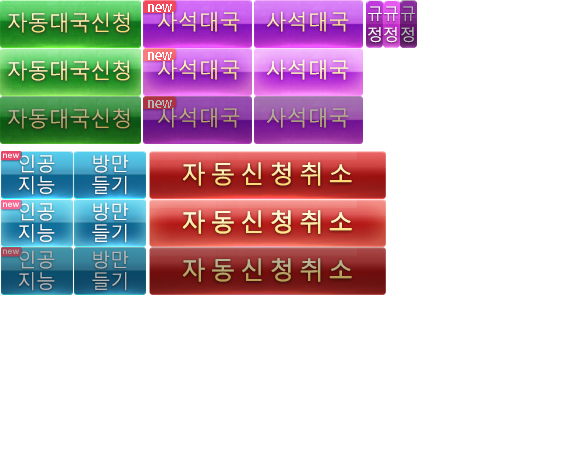 자동대국신청 new 사석대국 사석대국 규 규 규
정 정 정
자동대국신청 new 사석대국 사석대국
자동대국신청 new 사석대국 사석대국
new 인공 방만 자동신청취소
지능 들기
new 인공 방만 자동신청취소
지능 들기
new 인공 방만 자동신청취소
지능 들기